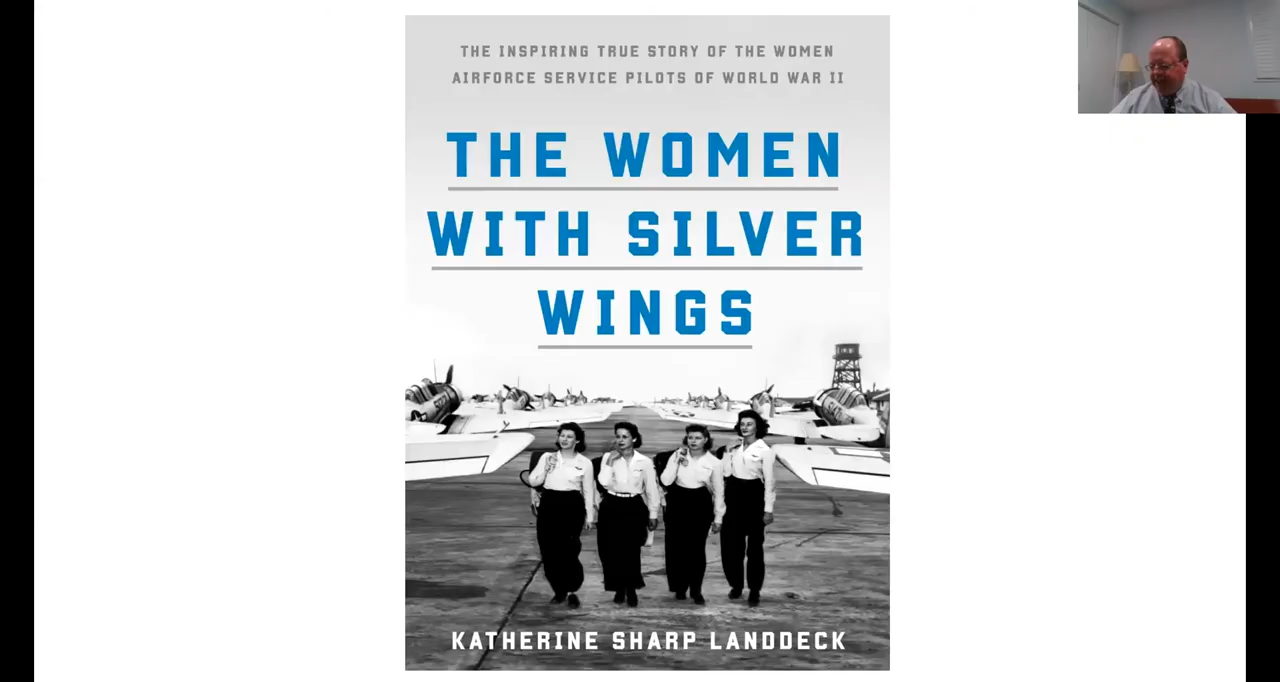 THE INSPIRING TRUE STORY OF THE WOMEN
AIRFORCE SERVICE PILOTS OF WORLD WAR II
THE WOMEN
WITH SILVER
WINGS
KATHERINE SHARP LANDDECK